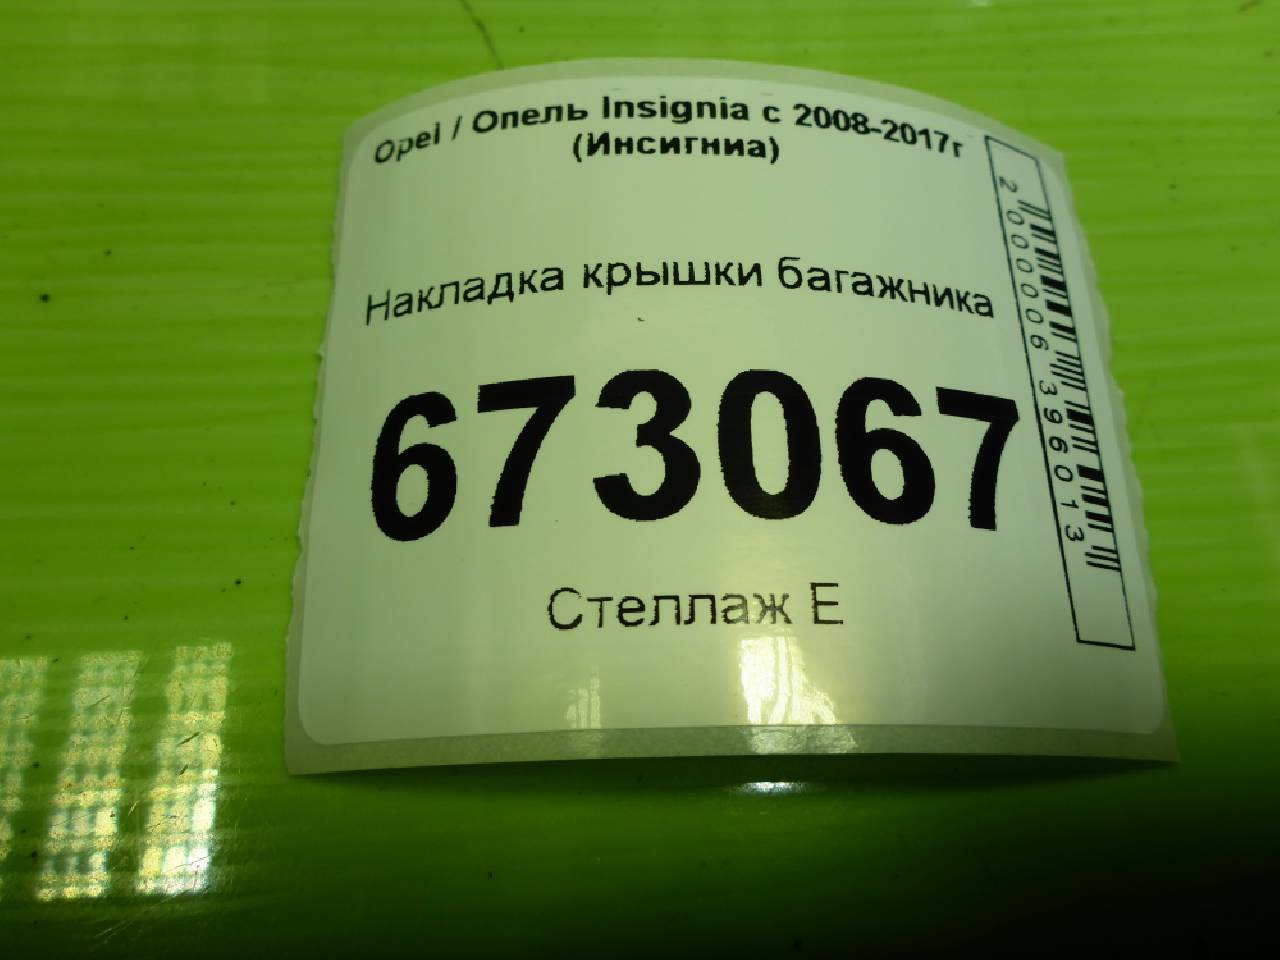 Opel / Опель Insignia с 2008-2017г
(Инсигниа)
Накладка крышки багажника
673067
Стеллаж Е
2000006396013